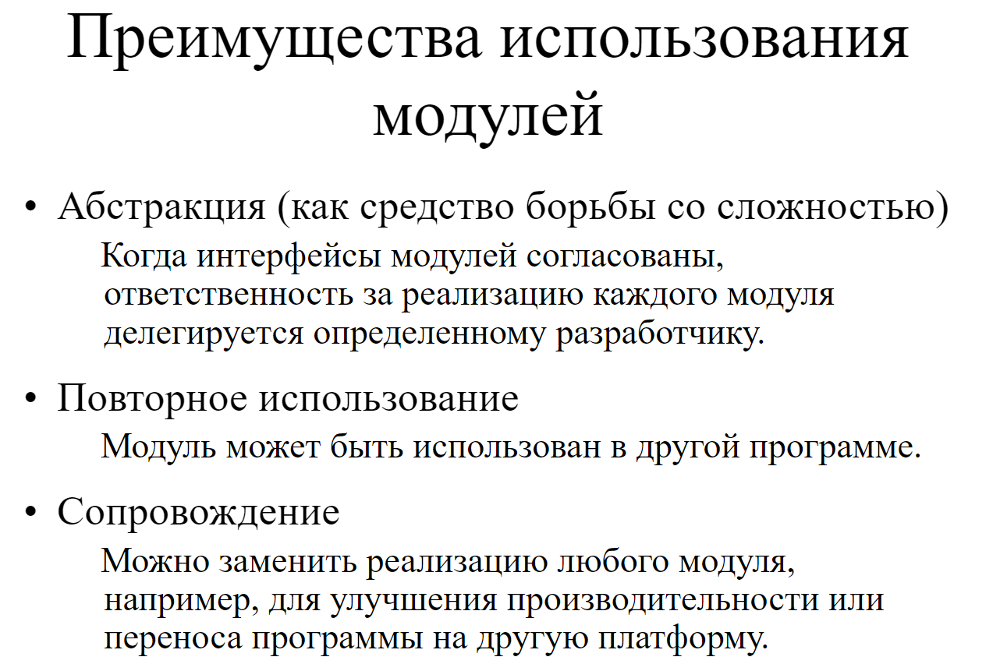 Преимущества использования
модулей
• Абстракция (как средство борьбы со сложностью)
Когда интерфейсы модулей согласованы,
ответственность за реализацию каждого модуля
делегируется определенному разработчику.
• Повторное использование
Модуль может быть использован в другой программе.
• Сопровождение
Можно заменить реализацию любого модуля,
например, для улучшения производительности или
переноса программы на другую платформу.